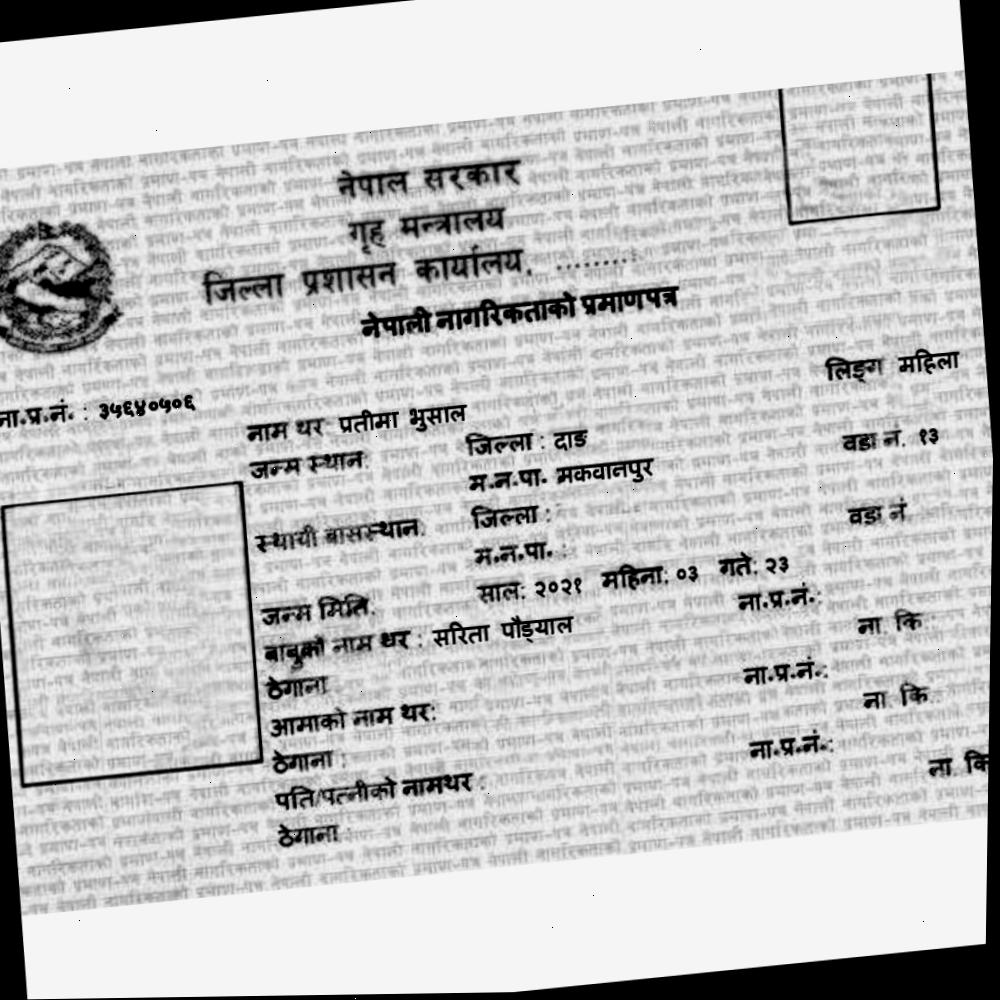 नेपाल सरकार
गृह मन्त्रालय
जिल्ला प्रशासन कार्यालय, .........
नेपाली नागरिकताको प्रमाणपत्र
लिङ्ग महिला
ना.प्र.नं. : ३५६४०५०६
नाम थर प्रतीमा भुसाल
जन्म स्थान: जिल्ला : दाङ वडा नं. १३
म.न.पा. मकवानपुर
स्थायी बासस्थान: जिल्ला : वडा नं
म.न.पा. :
जन्म मिति: साल: २०२१ महिना: ०३ गते: २३
बाबुको नाम थर : सरिता पौड्याल ना.प्र.नं.:
ठेगाना ना कि :
आमाको नाम थर: ना.प्र.नं.:
ठेगाना : ना कि :
पति/पत्नीको नामथर : ना.प्र.नं.:
ठेगाना : ना कि